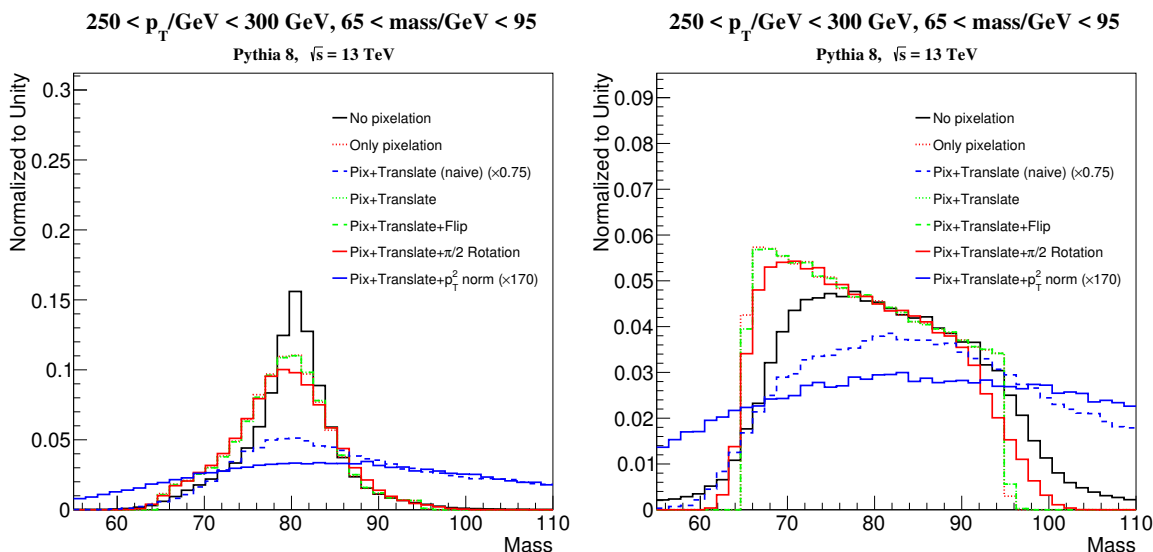 250 < pT/GeV < 300 GeV, 65 < mass/GeV < 95
Pythia 8, √s = 13 TeV
Normalized to Unity
0.3
0.25
0.2
0.15
0.1
0.05
0
No pixelation
Only pixelation
Pix+Translate (naive) (×0.75)
Pix+Translate
Pix+Translate+Flip
Pix+Translate+π/2 Rotation
Pix+Translate+p_T^2 norm (×170)
60 70 80 90 100 110
Mass
250 < pT/GeV < 300 GeV, 65 < mass/GeV < 95
Pythia 8, √s = 13 TeV
Normalized to Unity
0.09
0.08
0.07
0.06
0.05
0.04
0.03
0.02
0.01
0
No pixelation
Only pixelation
Pix+Translate (naive) (×0.75)
Pix+Translate
Pix+Translate+Flip
Pix+Translate+π/2 Rotation
Pix+Translate+p_T^2 norm (×170)
60 70 80 90 100 110
Mass